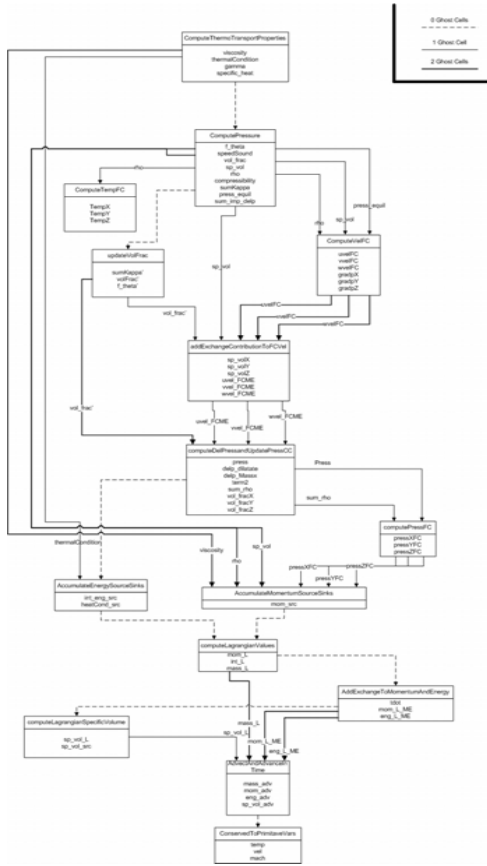 0 Ghost Cells
1 Ghost Cell
2 Ghost Cells
ComputeThermoTransportProperties
viscosity
thermalCondition
gamma
specific_heat
ComputePressure
f_theta
speedSound
vol_frac
sp_vol
rho
compressibility
sumKappa
press_equil
sum_imp_delp
rho
rho
sp_vol
press_equil
ComputeTempFC
TempX
TempY
TempZ
ComputeVelFC
uvelFC
vvelFC
wvelFC
gradpX
gradpY
gradpZ
updateVolFrac
sumKappa'
volFrac'
f_theta'
sp_vol
vol_frac'
uvelFC
vvelFC
wvelFC
addExchangeContributionToFCVel
sp_volX
sp_volY
sp_volZ
uvel_FCME
vvel_FCME
wvel_FCME
vol_frac'
uvel_FCME
vvel_FCME
wvel_FCME
computeDelPressandUpdatePressCC
press
delp_dilatate
delp_Masse
term2
sum_rho
vol_fracX
vol_fracY
vol_fracZ
Press
sum_rho
computePressFC
pressXFC
pressYFC
pressZFC
thermalCondition
viscosity
rho
sp_vol
pressXFC
pressYFC
pressZFC
AccumulateEnergySourceSinks
int_eng_src
heatCond_src
AccumulateMomentumSourceSinks
mom_src
computeLagrangianValues
mom_L
int_L
mass_L
AddExchangeToMomentumAndEnergy
tdot
mom_L_ME
eng_L_ME
computeLagrangianSpecificVolume
sp_vol_L
sp_vol_src
mass_L
sp_vol_L
mom_L_ME
eng_L_ME
Time
mass_adv
mom_adv
eng_adv
sp_vol_adv
ConservedToPrimitaveVars
temp
vel
mach